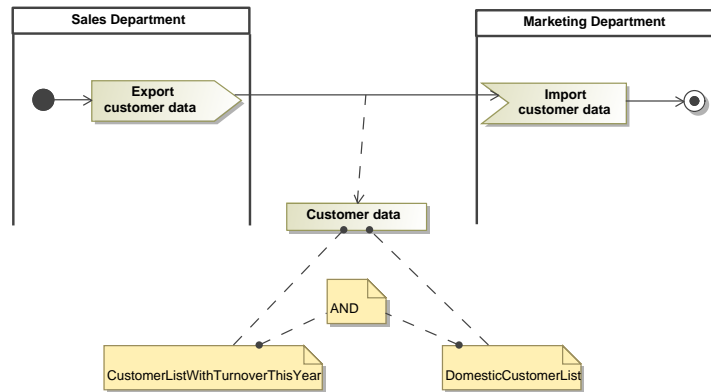 Sales Department
Marketing Department
Export
customer data
Import
customer data
Customer data
AND
CustomerListWithTurnoverThisYear
DomesticCustomerList